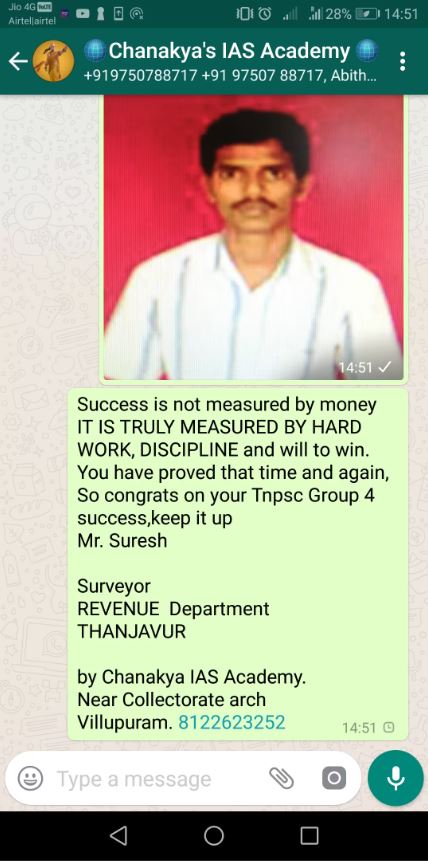 Jio 4G VoLTE
Airtel|airtel
28% 14:51
Chanakya's IAS Academy
+919750788717 +91 97507 88717, Abith...
14:51
Success is not measured by money
IT IS TRULY MEASURED BY HARD
WORK, DISCIPLINE and will to win.
You have proved that time and again,
So congrats on your Tnpsc Group 4
success,keep it up
Mr. Suresh
Surveyor
REVENUE Department
THANJAVUR
by Chanakya IAS Academy.
Near Collectorate arch
Villupuram. 8122623252
14:51
Type a message